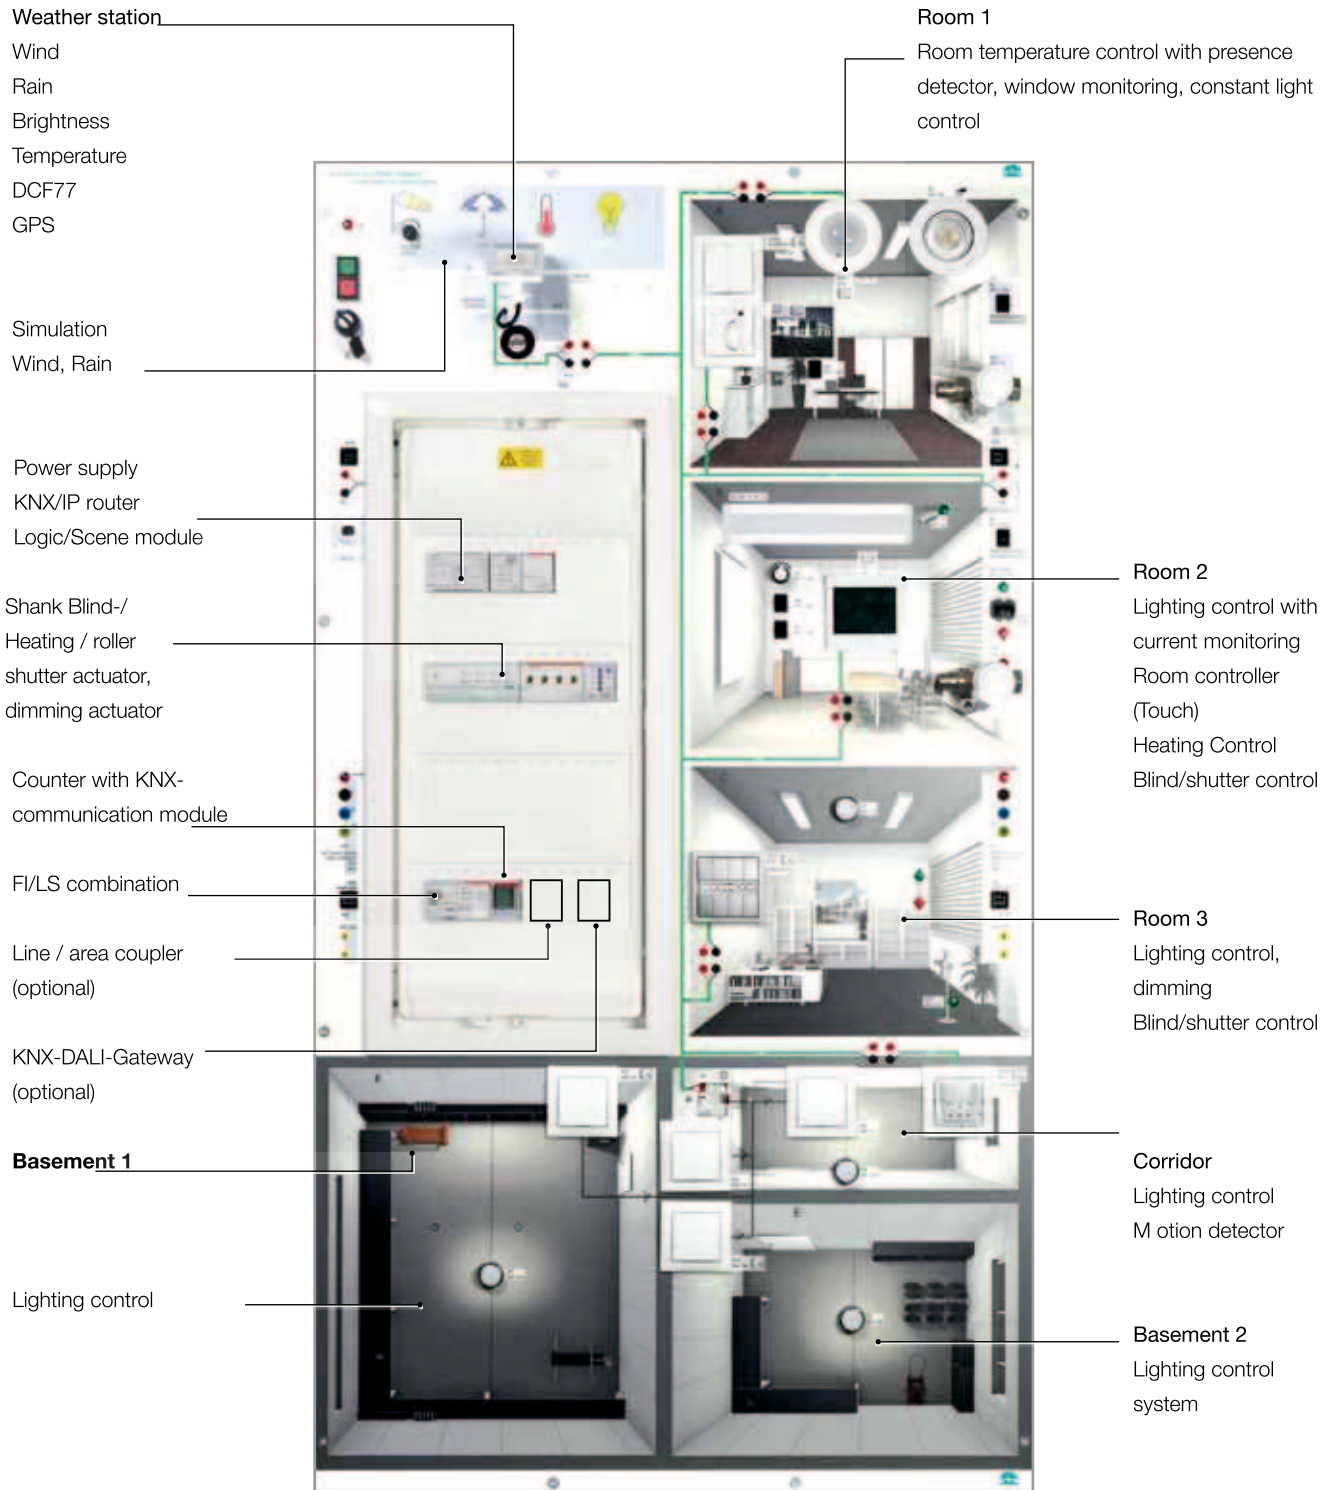 Weather station
Wind
Rain
Brightness
Temperature
DCF77
GPS
Simulation
Wind, Rain
Power supply
KNX/IP router
Logic/Scene module
Shank Blind-/
Heating / roller
shutter actuator,
dimming actuator
Counter with KNX-
communication module
FI/LS combination
Line / area coupler
(optional)
KNX-DALI-Gateway
(optional)
Basement 1
Lighting control
Room 1
Room temperature control with presence
detector, window monitoring, constant light
control
Room 2
Lighting control with
current monitoring
Room controller
(Touch)
Heating Control
Blind/shutter control
Room 3
Lighting control,
dimming
Blind/shutter control
Corridor
Lighting control
M otion detector
Basement 2
Lighting control
system